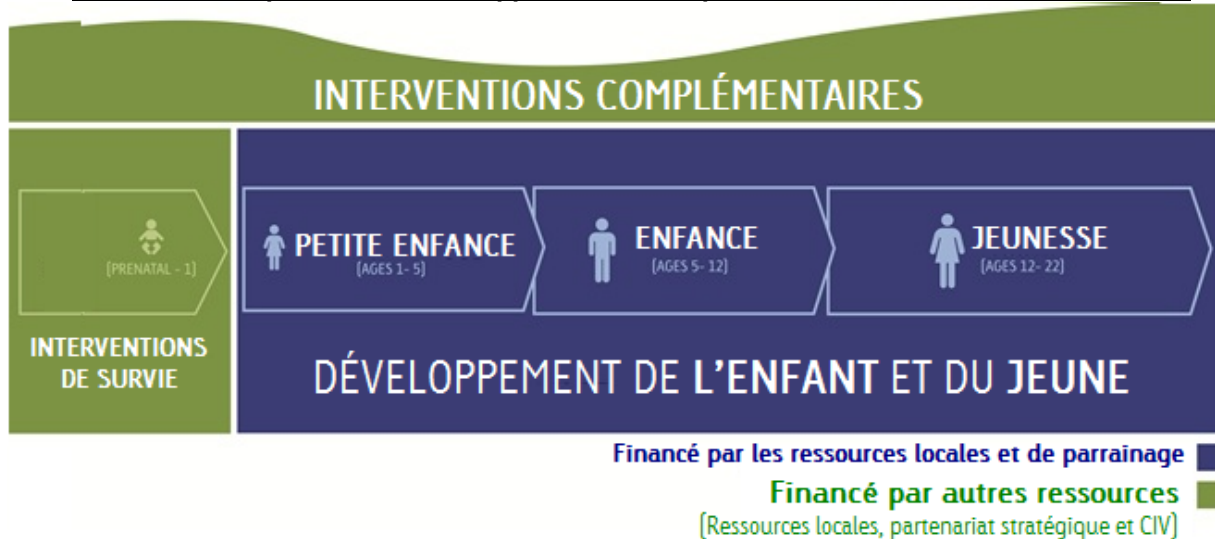 INTERVENTIONS COMPLÉMENTAIRES
(PRENATAL - 1)
INTERVENTIONS
DE SURVIE
PETITE ENFANCE
(AGES 1- 5)
ENFANCE
(AGES 5- 12)
JEUNESSE
(AGES 12- 22)
DÉVELOPPEMENT DE L'ENFANT ET DU JEUNE
Financé par les ressources locales et de parrainage
Financé par autres ressources
(Ressources locales, partenariat stratégique et CIV)